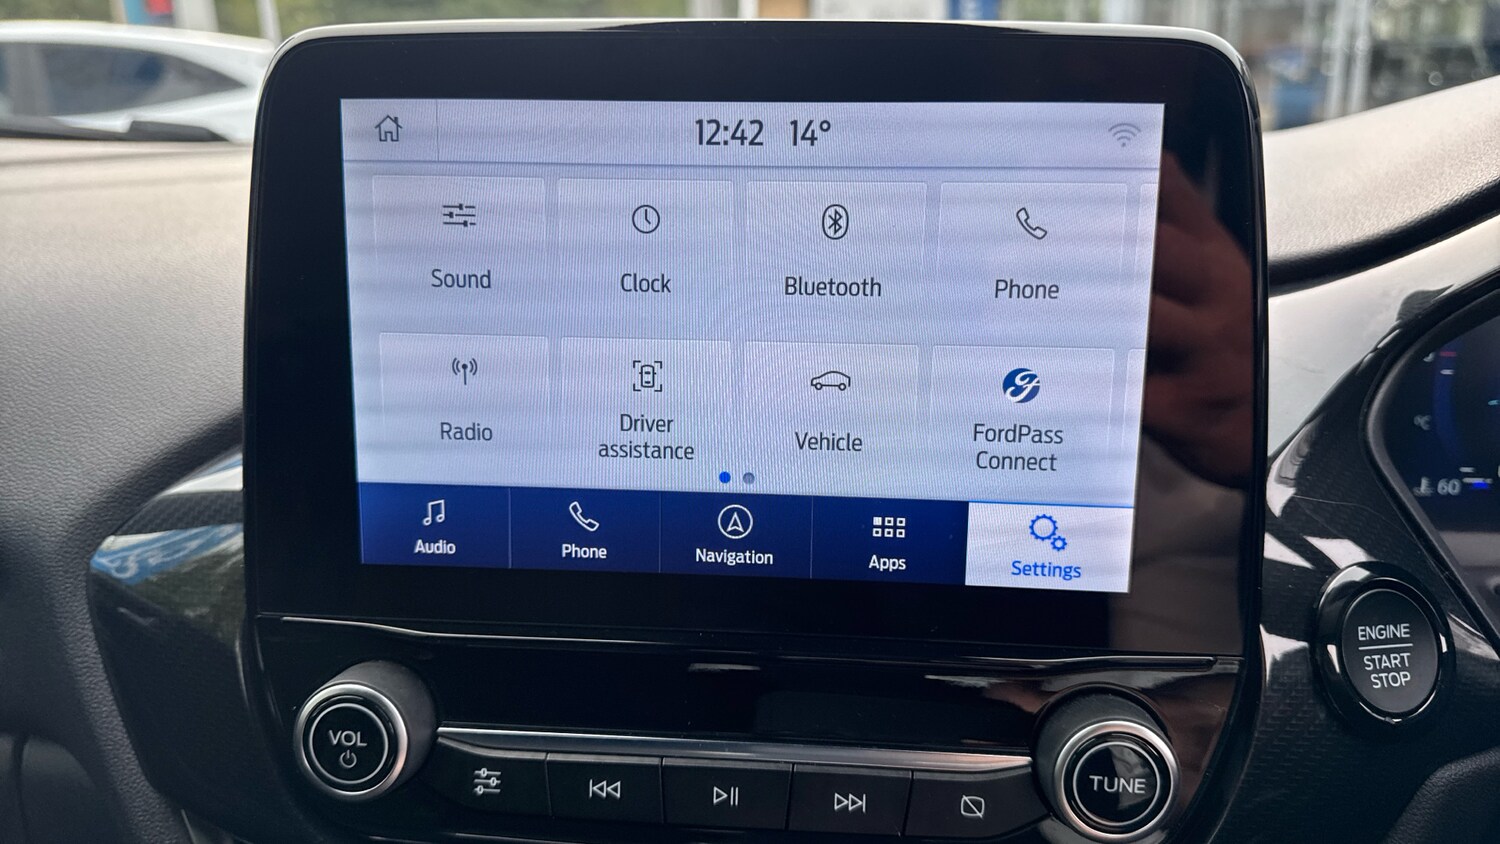 12:42 14°
Sound
Clock
Bluetooth
Phone
Radio
Driver
assistance
Vehicle
FordPass
Connect
Audio
Phone
Navigation
Apps
Settings
60
ENGINE
START
STOP
VOL
TUNE